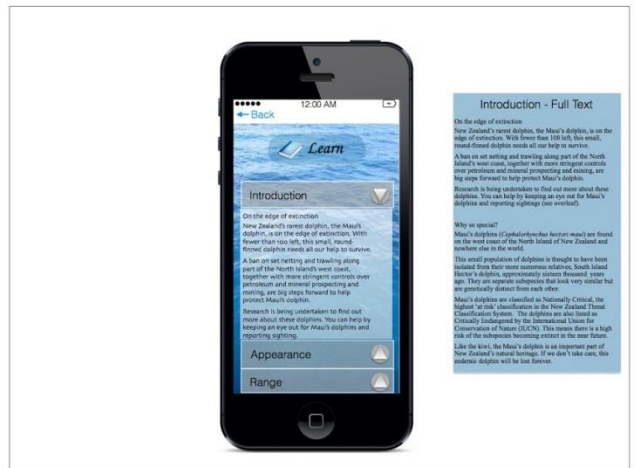 12:00 AM
Back
Learn
Introduction
On the edge of extinction
New Zealand's rarest dolphin, the Maui's
dolphin, is on the edge of extinction. With
fewer than 100 left, this small, round-
finned dolphin needs all our help to survive.
A ban on set netting and trawling along
part of the North Island's west coast,
together with more stringent controls over
petroleum and mineral prospecting and
mining, are big steps forward to help
protect Maui's dolphin.
Research is being undertaken to find out
more about these dolphins. You can help by
keeping an eye out for Maui's dolphins and
reporting sighting.
Appearance
Range
Introduction - Full Text
On the edge of extinction
New Zealand's rarest dolphin, the Maui's dolphin, is on the
edge of extinction. With fewer than 100 left, this small,
round-finned dolphin needs all our help to survive.
A ban on set netting and trawling along part of the North
Island's west coast, together with more stringent controls
over petroleum and mineral prospecting and mining, are
big steps forward to help protect Maui's dolphin.
Research is being undertaken to find out more about these
dolphins. You can help by keeping an eye out for Maui's
dolphins and reporting sightings (see overleaf).
Why so special?
Maui's dolphins (Cephalorhynchus hectori maui) are found
on the west coast of the North Island of New Zealand and
nowhere else in the world.
This small population of dolphins is thought to have been
isolated from their more numerous relatives, South Island
Hector's dolphin, approximately sixteen thousand years
ago. They are separate subspecies that look very similar but
are genetically distinct from each other.
Maui's dolphins are classified as Nationally Critical, the
highest 'at risk' classification in the New Zealand Threat
Classification System. The dolphins are also listed as
Critically Endangered by the International Union for
Conservation of Nature (IUCN). This means there is a high
risk of the subspecies becoming extinct in the near future.
Like the kiwi, the Maui's dolphin is an important part of
New Zealand's natural heritage. If we don't take care, this
endemic dolphin will be lost forever.